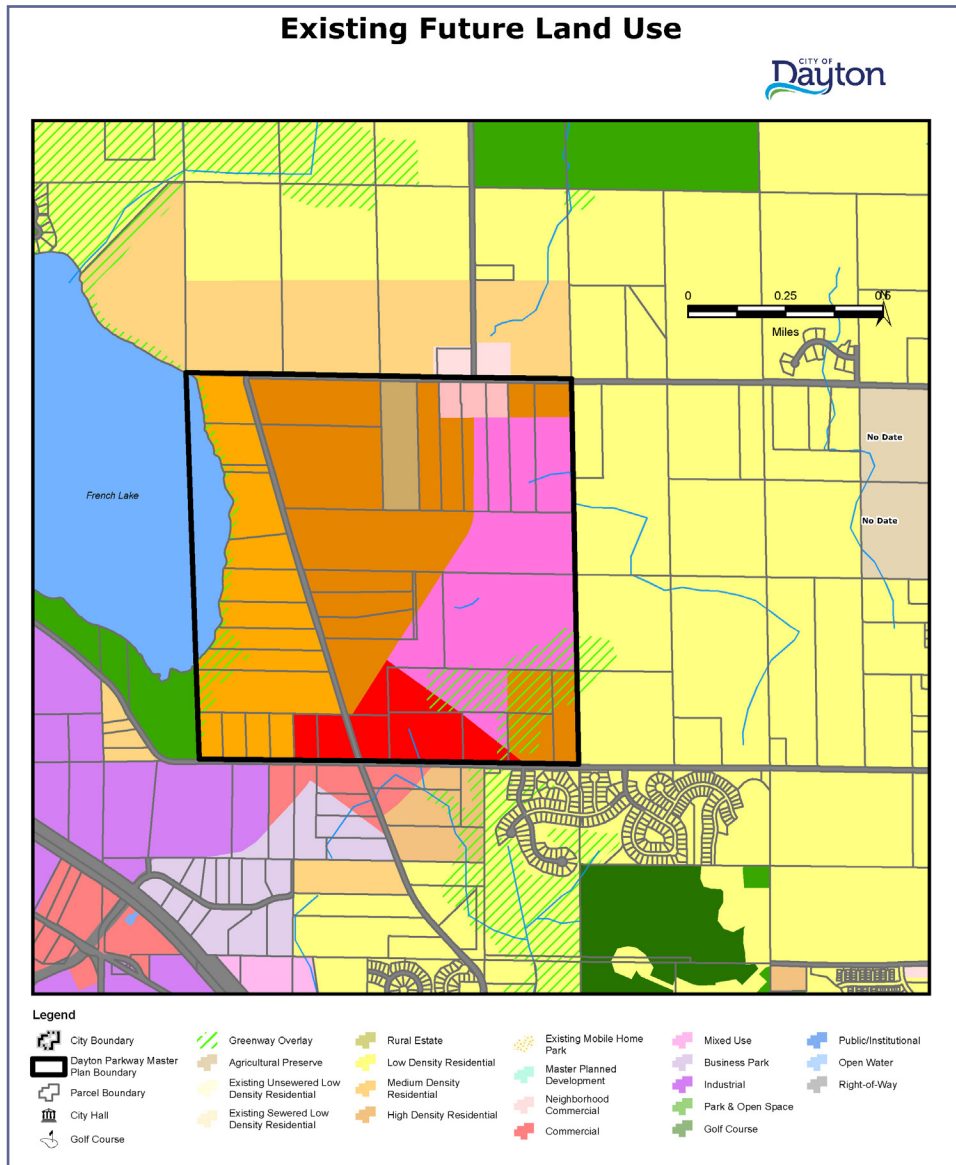 Existing Future Land Use
CITY OF
Dayton
0 0.25 0.5
N
Miles
No Date
French Lake
No Date
Legend
City Boundary
Dayton Parkway Master
Plan Boundary
Parcel Boundary
City Hall
Golf Course
Greenway Overlay
Agricultural Preserve
Existing Unsewered Low
Density Residential
Existing Sewered Low
Density Residential
Rural Estate
Low Density Residential
Medium Density
Residential
High Density Residential
Existing Mobile Home
Park
Master Planned
Development
Neighborhood
Commercial
Commercial
Mixed Use
Business Park
Industrial
Park & Open Space
Golf Course
Public/Institutional
Open Water
Right-of-Way